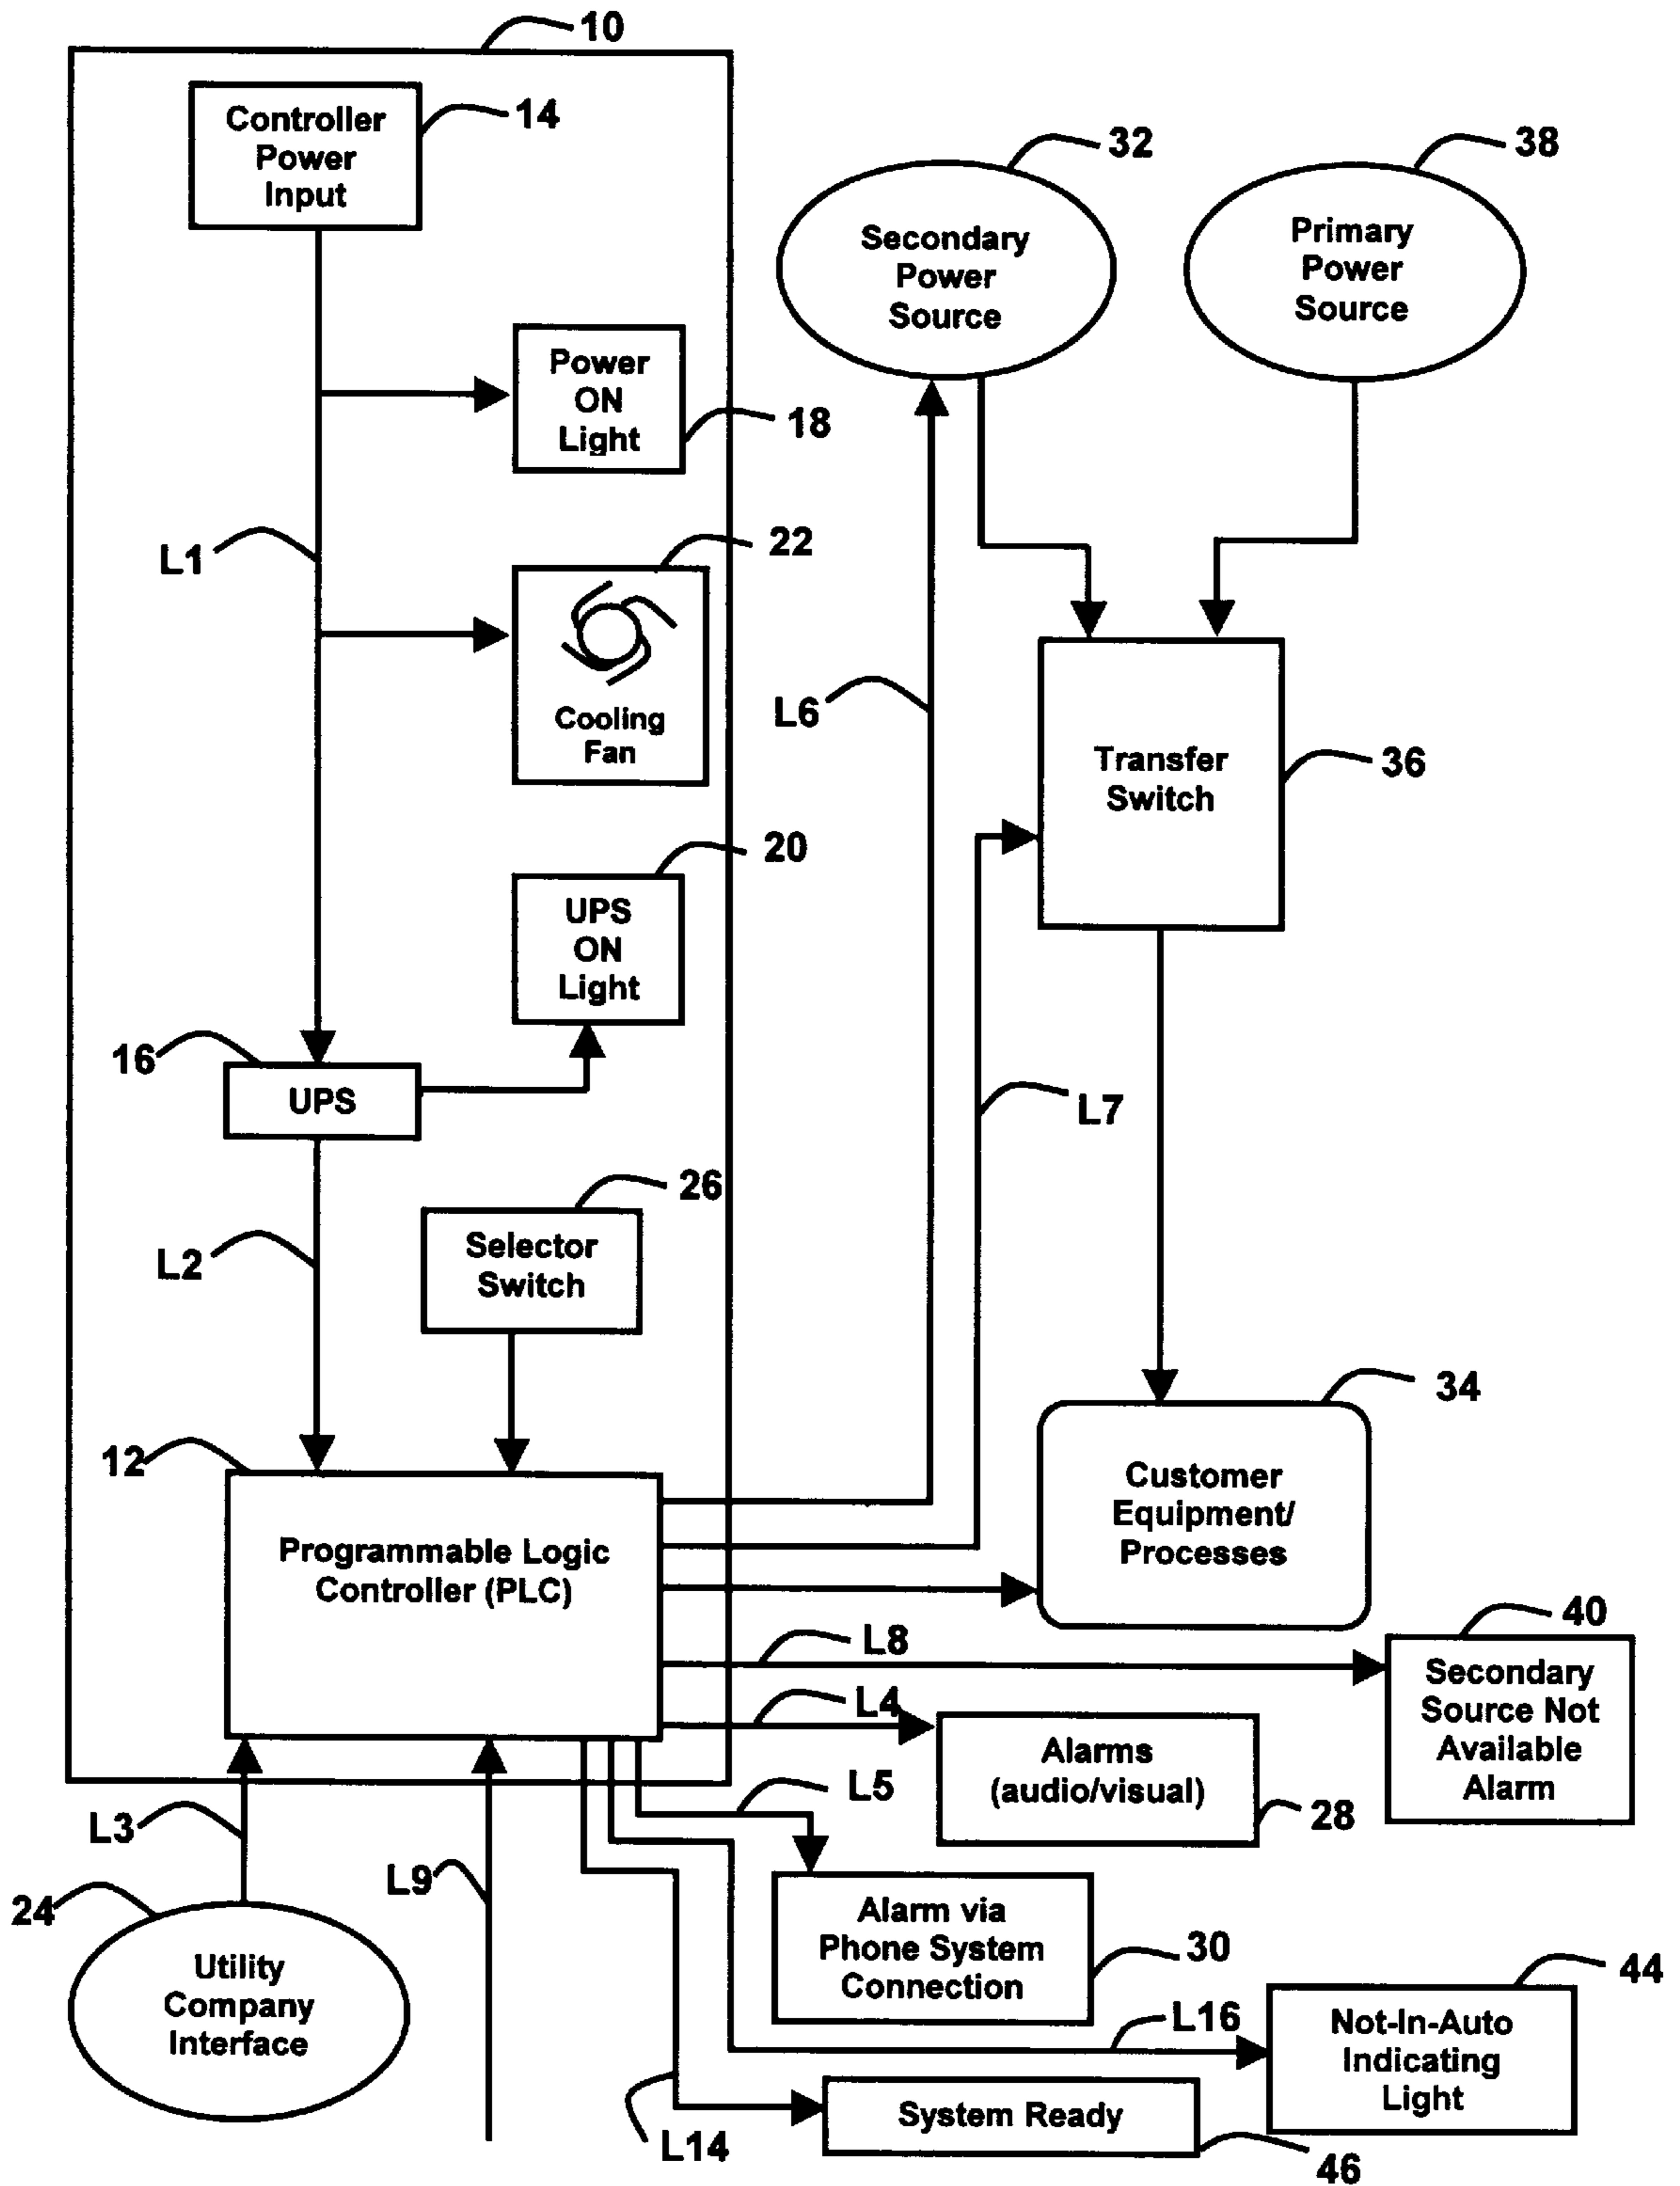 10
Controller
Power
Input
14
32
38
Secondary
Power
Source
Primary
Power
Source
Power
ON
Light
18
L1
22
Cooling
Fan
L6
Transfer
Switch
36
20
UPS
ON
Light
16
UPS
L7
26
Selector
Switch
L2
34
12
Customer
Equipment/
Processes
Programmable Logic
Controller (PLC)
40
L8
Secondary
Source Not
Available
Alarm
L4
Alarms
(audio/visual)
28
L5
L3
L9
24
Alarm via
Phone System
Connection
30
Utility
Company
Interface
44
L16
Not-In-Auto
Indicating
Light
System Ready
L14
46